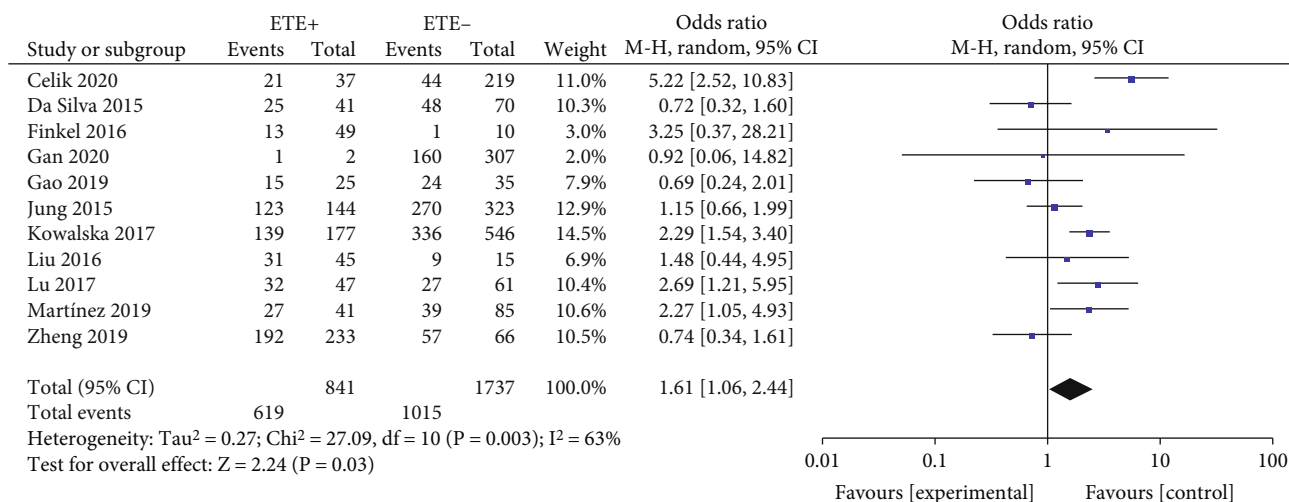 ETE+ ETE– Odds ratio Odds ratio
Study or subgroup Events Total Events Total Weight M-H, random, 95% CI M-H, random, 95% CI
Celik 2020 21 37 44 219 11.0% 5.22 [2.52, 10.83]
Da Silva 2015 25 41 48 70 10.3% 0.72 [0.32, 1.60]
Finkel 2016 13 49 1 10 3.0% 3.25 [0.37, 28.21]
Gan 2020 1 2 160 307 2.0% 0.92 [0.06, 14.82]
Gao 2019 15 25 24 35 7.9% 0.69 [0.24, 2.01]
Jung 2015 123 144 270 323 12.9% 1.15 [0.66, 1.99]
Kowalska 2017 139 177 336 546 14.5% 2.29 [1.54, 3.40]
Liu 2016 31 45 9 15 6.9% 1.48 [0.44, 4.95]
Lu 2017 32 47 27 61 10.4% 2.69 [1.21, 5.95]
Martínez 2019 27 41 39 85 10.6% 2.27 [1.05, 4.93]
Zheng 2019 192 233 57 66 10.5% 0.74 [0.34, 1.61]
Total (95% CI) 841 1737 100.0% 1.61 [1.06, 2.44]
Total events 619 1015
Heterogeneity: Tau² = 0.27; Chi² = 27.09, df = 10 (P = 0.003); I² = 63%
Test for overall effect: Z = 2.24 (P = 0.03)
0.01 0.1 1 10 100
Favours [experimental] Favours [control]